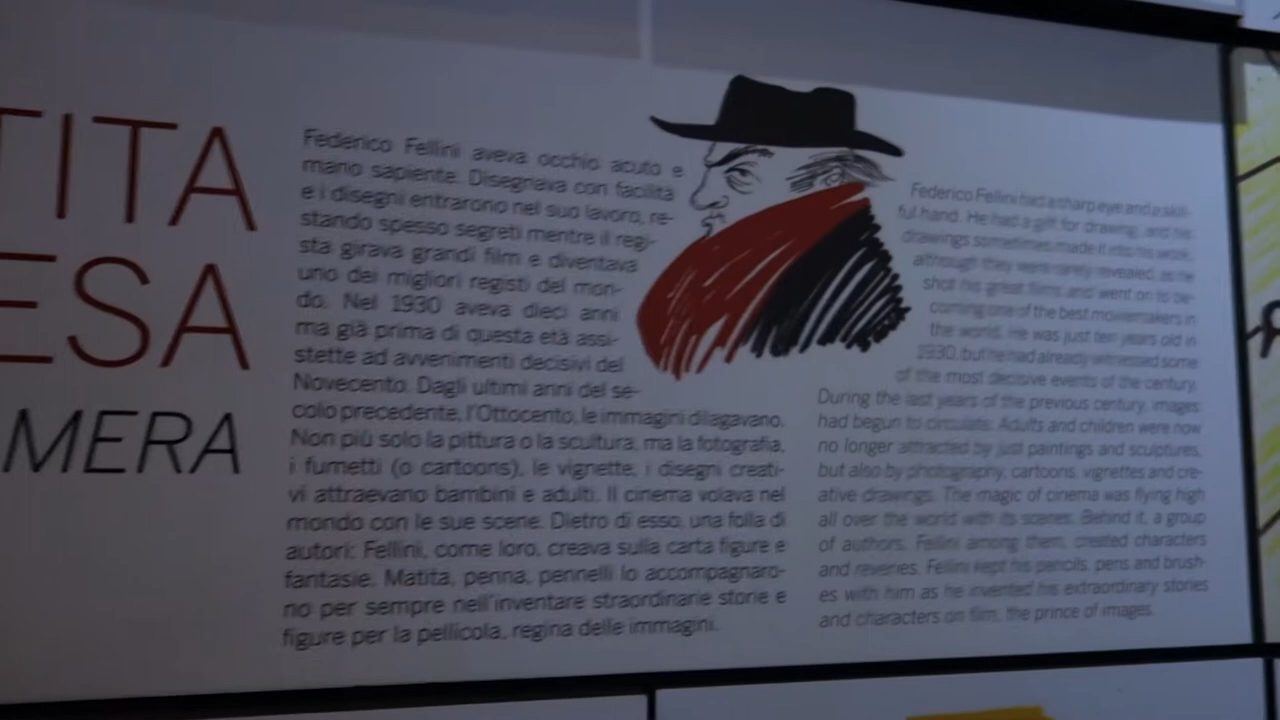 TITA
ESA
MERA
Federico Fellini aveva occhio acuto e
mano sapiente. Disegnava con facilità
e i disegni entrarono nel suo lavoro, re-
stando spesso segreti mentre il regi-
sta girava grandi film e diventava
uno dei migliori registi del mon-
do. Nel 1930 aveva dieci anni
ma già prima di questa età assi-
stette ad avvenimenti decisivi del
Novecento. Dagli ultimi anni del se-
colo precedente, l'Ottocento, le immagini dilagavano.
Non più solo la pittura o la scultura, ma la fotografia,
i fumetti (o cartoons), le vignette, i disegni creati-
vi attraevano bambini e adulti. Il cinema volava nel
mondo con le sue scene. Dietro di esso, una folla di
autori: Fellini, come loro, creava sulla carta figure e
fantasie. Matita, penna, pennelli lo accompagnaro-
no per sempre nell'inventare straordinarie storie e
figure per la pellicola, regina delle immagini.
Federico Fellini had a sharp eye and a skil-
ful hand. He had a gift for drawing, and his
drawings sometimes made it into his work,
although they were rarely revealed, as he
shot his great films and went on to be-
coming one of the best moviemakers in
the world. He was just ten years old in
1930, but he had already witnessed some
of the most decisive events of the century.
During the last years of the previous century, images
had begun to circulate. Adults and children were now
no longer attracted by just paintings and sculptures,
but also by photography, cartoons, vignettes and cre-
ative drawings. The magic of cinema was flying high
all over the world with its scenes. Behind it, a group
of authors. Fellini among them, created characters
and reveries. Fellini kept his pencils, pens and brush-
es with him as he invented his extraordinary stories
and characters on film, the prince of images.